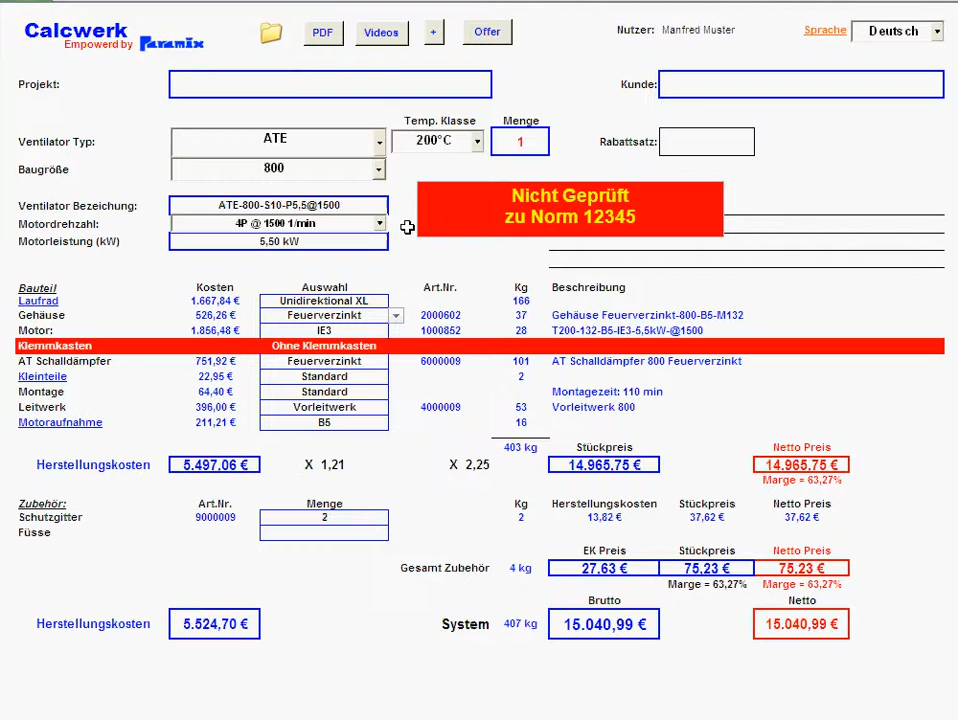 Calcwerk
Empowerd by Paramix
PDF Videos + Offer
Nutzer: Manfred Muster
Sprache Deutsch
Projekt: Kunde:
Temp. Klasse Menge
Ventilator Typ: ATE 200°C 1 Rabattsatz:
Baugröße 800
Nicht Geprüft
zu Norm 12345
Ventilator Bezeichung: ATE-800-S10-P5,5@1500
Motordrehzahl: 4P @ 1500 1/min
Motorleistung (kW) 5,50 kW
Bauteil Kosten Auswahl Art.Nr. Kg Beschreibung
Laufrad 1.667,84 € Unidirektional XL 166
Gehäuse 526,26 € Feuerverzinkt 2000602 37 Gehäuse Feuerverzinkt-800-B5-M132
Motor: 1.856,48 € IE3 1000852 28 T200-132-B5-IE3-5,5kW-@1500
Klemmkasten Ohne Klemmkasten
AT Schalldämpfer 751,92 € Feuerverzinkt 6000009 101 AT Schalldämpfer 800 Feuerverzinkt
Kleinteile 22,95 € Standard 2
Montage 64,40 € Standard Montagezeit: 110 min
Leitwerk 396,00 € Vorleitwerk 4000009 53 Vorleitwerk 800
Motoraufnahme 211,21 € B5 16
403 kg Stückpreis Netto Preis
Herstellungskosten 5.497,06 € X 1,21 X 2,25 14.965,75 € 14.965,75 €
Marge = 63,27%
Zubehör: Art.Nr. Menge Kg Herstellungskosten Stückpreis Netto Preis
Schutzgitter 9000009 2 2 13,82 € 37,62 € 37,62 €
Füsse
EK Preis Stückpreis Netto Preis
Gesamt Zubehör 4 kg 27,63 € 75,23 € 75,23 €
Marge = 63,27% Marge = 63,27%
Brutto Netto
Herstellungskosten 5.524,70 € System 407 kg 15.040,99 € 15.040,99 €